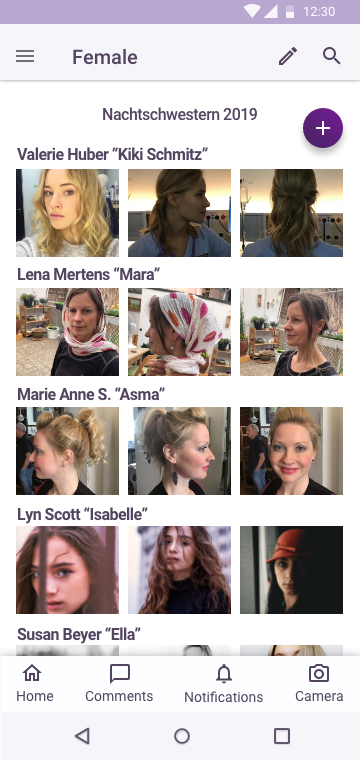 12:30
Female
Nachtschwestern 2019
Valerie Huber “Kiki Schmitz”
Lena Mertens “Mara”
Marie Anne S. “Asma”
Lyn Scott “Isabelle”
Susan Beyer “Ella”
Home
Comments
Notifications
Camera